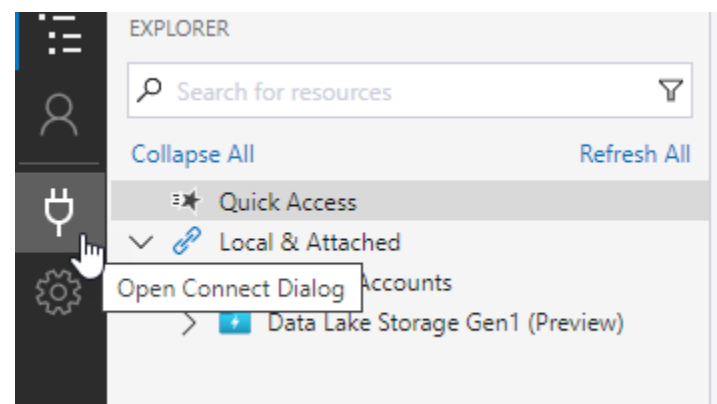 EXPLORER
Search for resources
Collapse All Refresh All
Quick Access
Local & Attached
Open Connect Dialog Accounts
Data Lake Storage Gen1 (Preview)